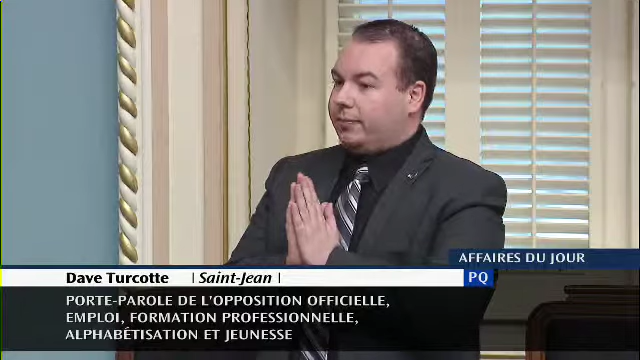 AFFAIRES DU JOUR
Dave Turcotte | Saint-Jean | PQ
PORTE-PAROLE DE L'OPPOSITION OFFICIELLE,
EMPLOI, FORMATION PROFESSIONNELLE,
ALPHABÉTISATION ET JEUNESSE